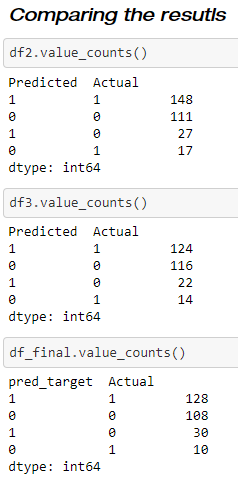 Comparing the resutls
df2.value_counts()
Predicted Actual
1 1 148
0 0 111
1 0 27
0 1 17
dtype: int64
df3.value_counts()
Predicted Actual
1 1 124
0 0 116
1 0 22
0 1 14
dtype: int64
df_final.value_counts()
pred_target Actual
1 1 128
0 0 108
1 0 30
0 1 10
dtype: int64